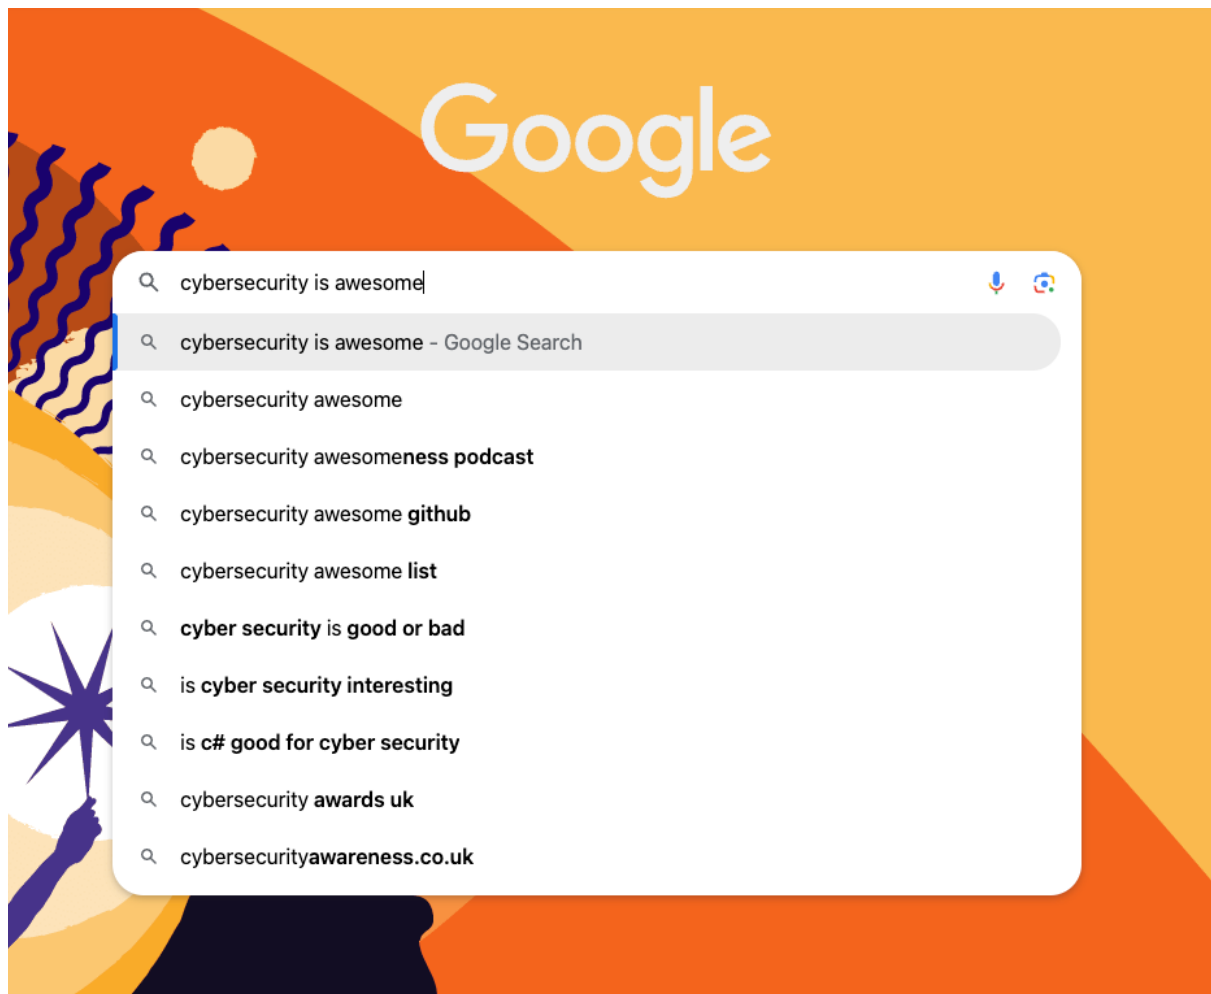 Google
cybersecurity is awesome
cybersecurity is awesome - Google Search
cybersecurity awesome
cybersecurity awesomeness podcast
cybersecurity awesome github
cybersecurity awesome list
cyber security is good or bad
is cyber security interesting
is c# good for cyber security
cybersecurity awards uk
cybersecurityawareness.co.uk